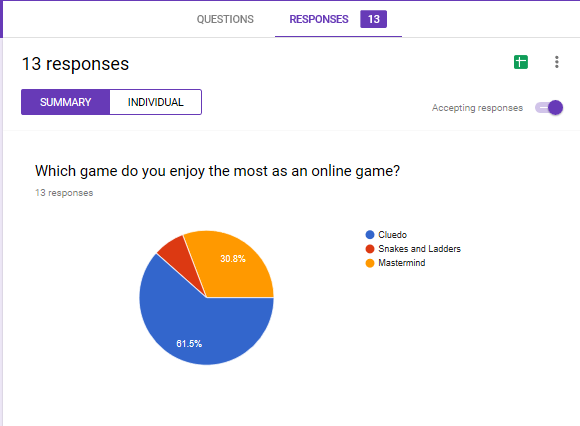 QUESTIONS RESPONSES 13
13 responses
SUMMARY INDIVIDUAL
Accepting responses
Which game do you enjoy the most as an online game?
13 responses
Cluedo
Snakes and Ladders
Mastermind
30.8%
61.5%